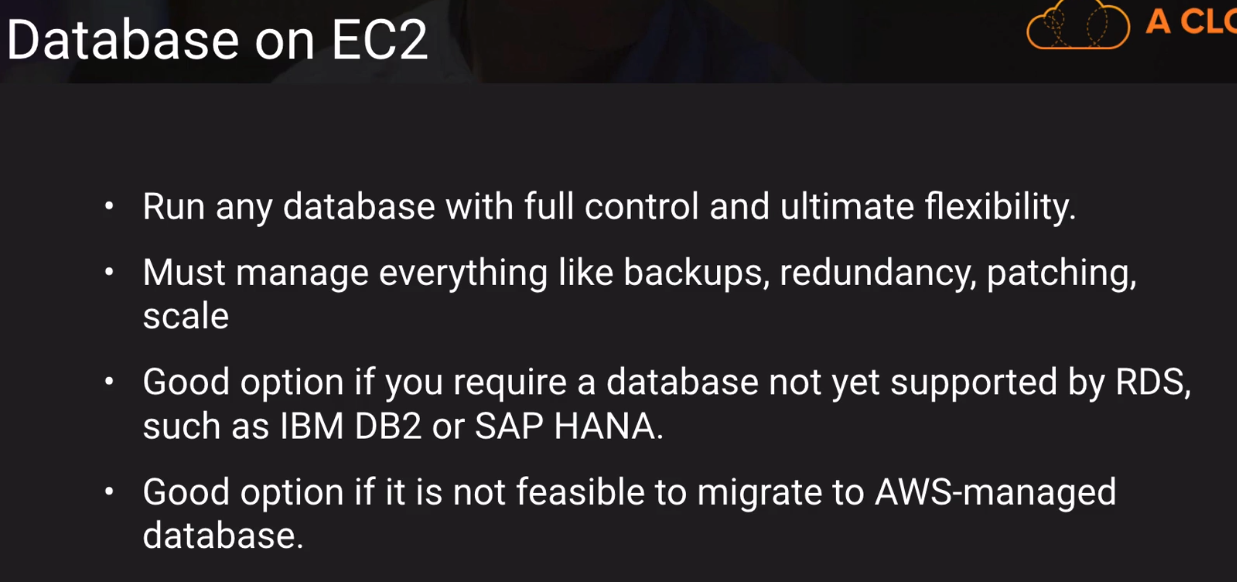 Database on EC2
A CLO
• Run any database with full control and ultimate flexibility.
• Must manage everything like backups, redundancy, patching,
scale
• Good option if you require a database not yet supported by RDS,
such as IBM DB2 or SAP HANA.
• Good option if it is not feasible to migrate to AWS-managed
database.